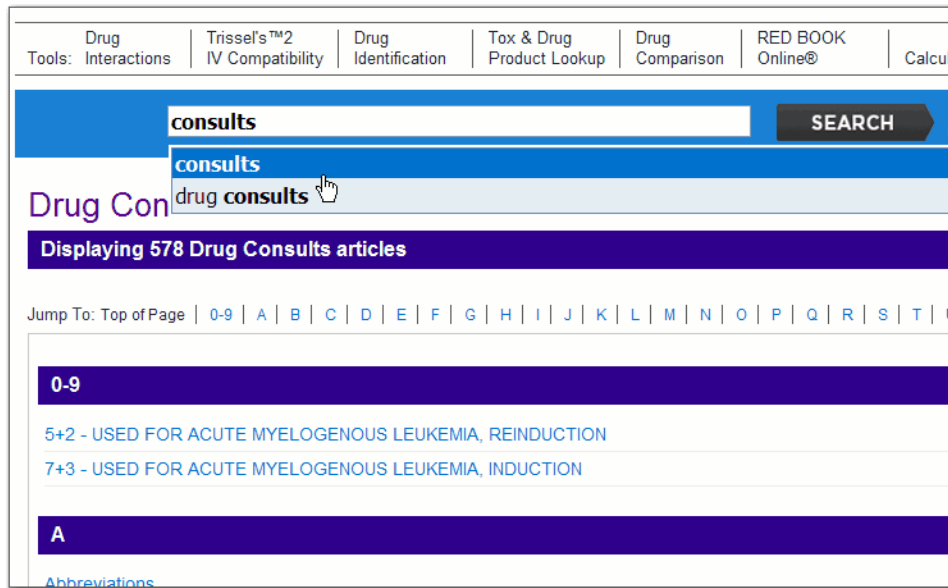 Drug Trissel's™2 Drug Tox & Drug Drug RED BOOK
Tools: Interactions IV Compatibility Identification Product Lookup Comparison Online®
consults SEARCH
consults
drug consults
Drug Con
Displaying 578 Drug Consults articles
Jump To: Top of Page | 0-9 | A | B | C | D | E | F | G | H | I | J | K | L | M | N | O | P | Q | R | S | T |
0-9
5+2 - USED FOR ACUTE MYELOGENOUS LEUKEMIA, REINDUCTION
7+3 - USED FOR ACUTE MYELOGENOUS LEUKEMIA, INDUCTION
A
Abbreviations